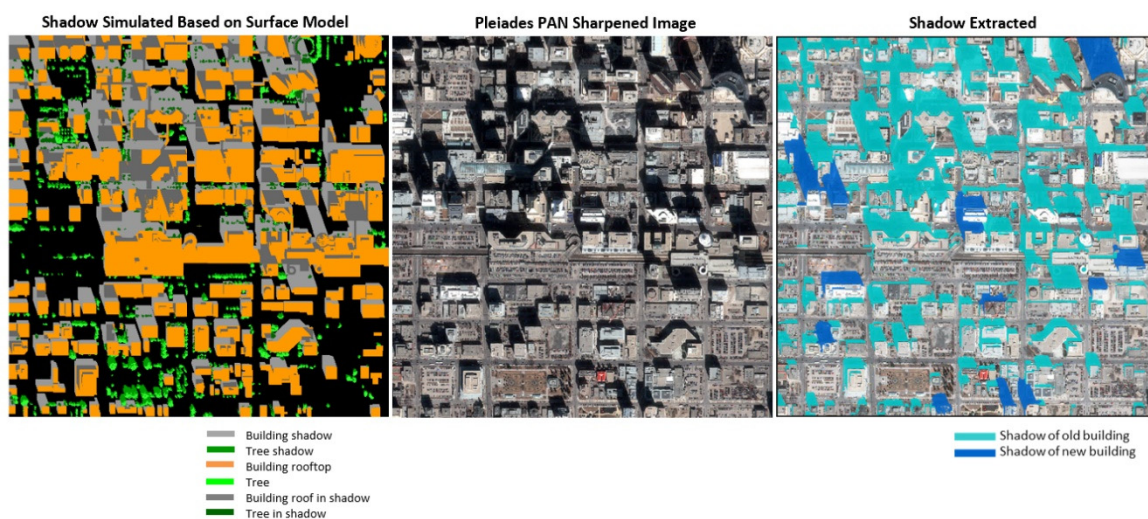 Shadow Simulated Based on Surface Model
Pleiades PAN Sharpened Image
Shadow Extracted
Building shadow
Tree shadow
Building rooftop
Tree
Building roof in shadow
Tree in shadow
Shadow of old building
Shadow of new building